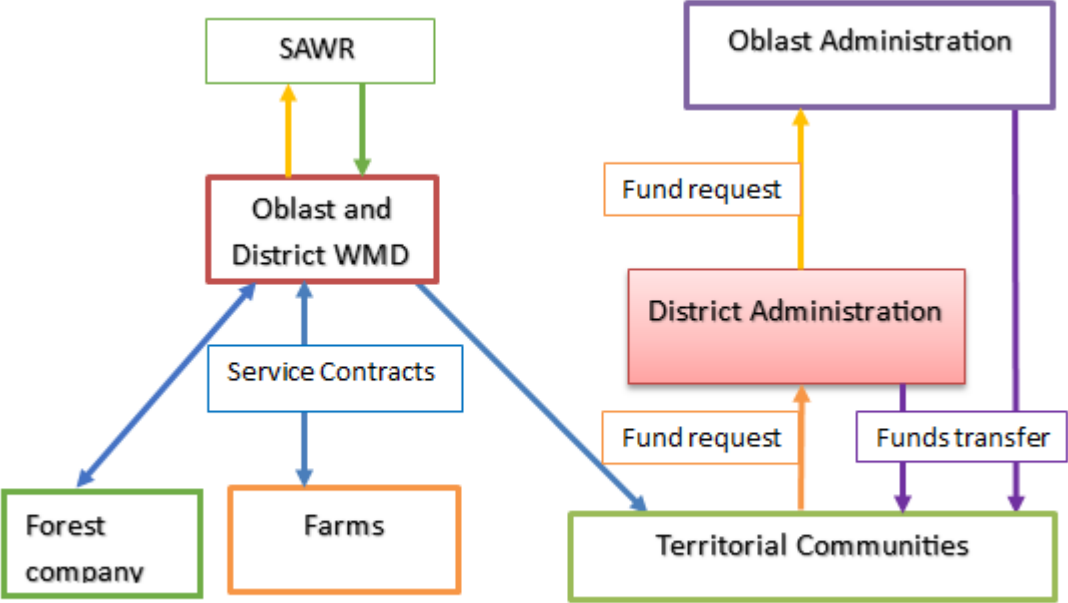 SAWR
Oblast Administration
Fund request
Oblast and
District WMD
District Administration
Service Contracts
Fund request
Funds transfer
Forest
company
Farms
Territorial Communities